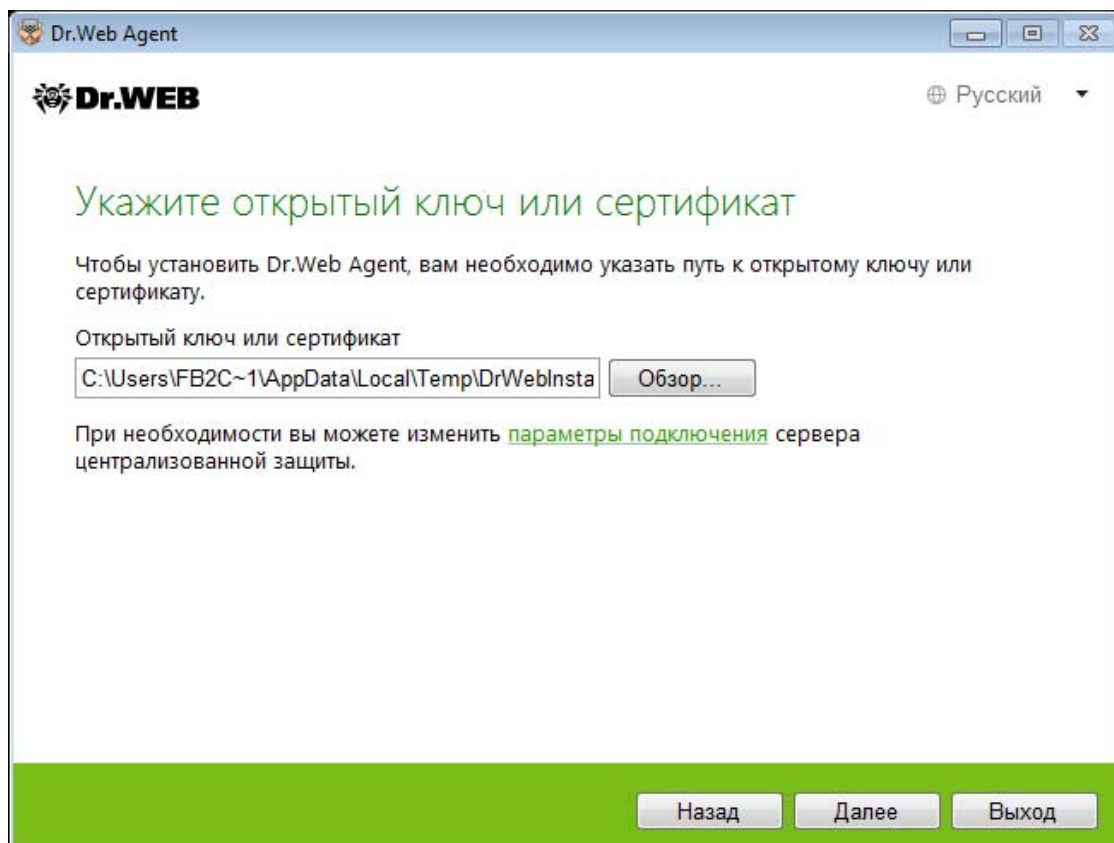 Dr.Web Agent
Dr.WEB
Русский
Укажите открытый ключ или сертификат
Чтобы установить Dr.Web Agent, вам необходимо указать путь к открытому ключу или
сертификату.
Открытый ключ или сертификат
C:\Users\FB2C~1\AppData\Local\Temp\DrWebInsta
Обзор...
При необходимости вы можете изменить параметры подключения сервера
централизованной защиты.
Назад
Далее
Выход